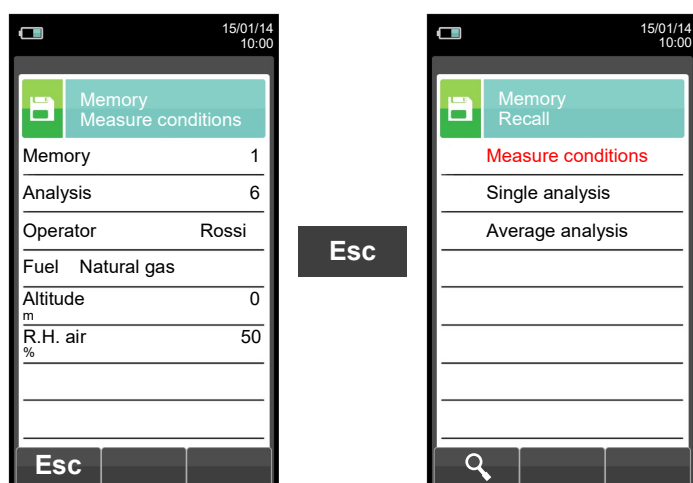 15/01/14
10:00
Memory
Measure conditions
Memory 1
Analysis 6
Operator Rossi
Fuel Natural gas
Altitude 0
m
R.H. air 50
%
Esc
Esc
15/01/14
10:00
Memory
Recall
Measure conditions
Single analysis
Average analysis